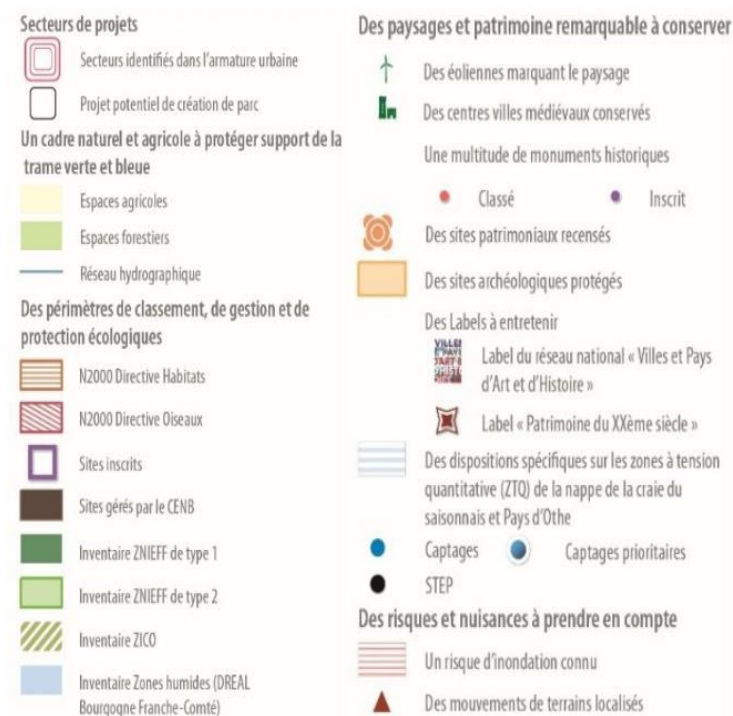 Secteurs de projets
Secteurs identifiés dans l'armature urbaine
Projet potentiel de création de parc
Un cadre naturel et agricole à protéger support de la
trame verte et bleue
Espaces agricoles
Espaces forestiers
Réseau hydrographique
Des périmètres de classement, de gestion et de
protection écologiques
N2000 Directive Habitats
N2000 Directive Oiseaux
Sites inscrits
Sites gérés par le CENB
Inventaire ZNIEFF de type 1
Inventaire ZNIEFF de type 2
Inventaire ZICO
Inventaire Zones humides (DREAL
Bourgogne Franche-Comté)
Des paysages et patrimoine remarquable à conserver
Des éoliennes marquant le paysage
Des centres villes médiévaux conservés
Une multitude de monuments historiques
Classé Inscrit
Des sites patrimoniaux recensés
Des sites archéologiques protégés
Des Labels à entretenir
VILLES
Label du réseau national « Villes et Pays
d'Art et d'Histoire »
Label « Patrimoine du XXème siècle »
Des dispositions spécifiques sur les zones à tension
quantitative (ZTQ) de la nappe de la craie du
saisonnais et Pays d'Othe
Captages Captages prioritaires
STEP
Des risques et nuisances à prendre en compte
Un risque d'inondation connu
Des mouvements de terrains localisés